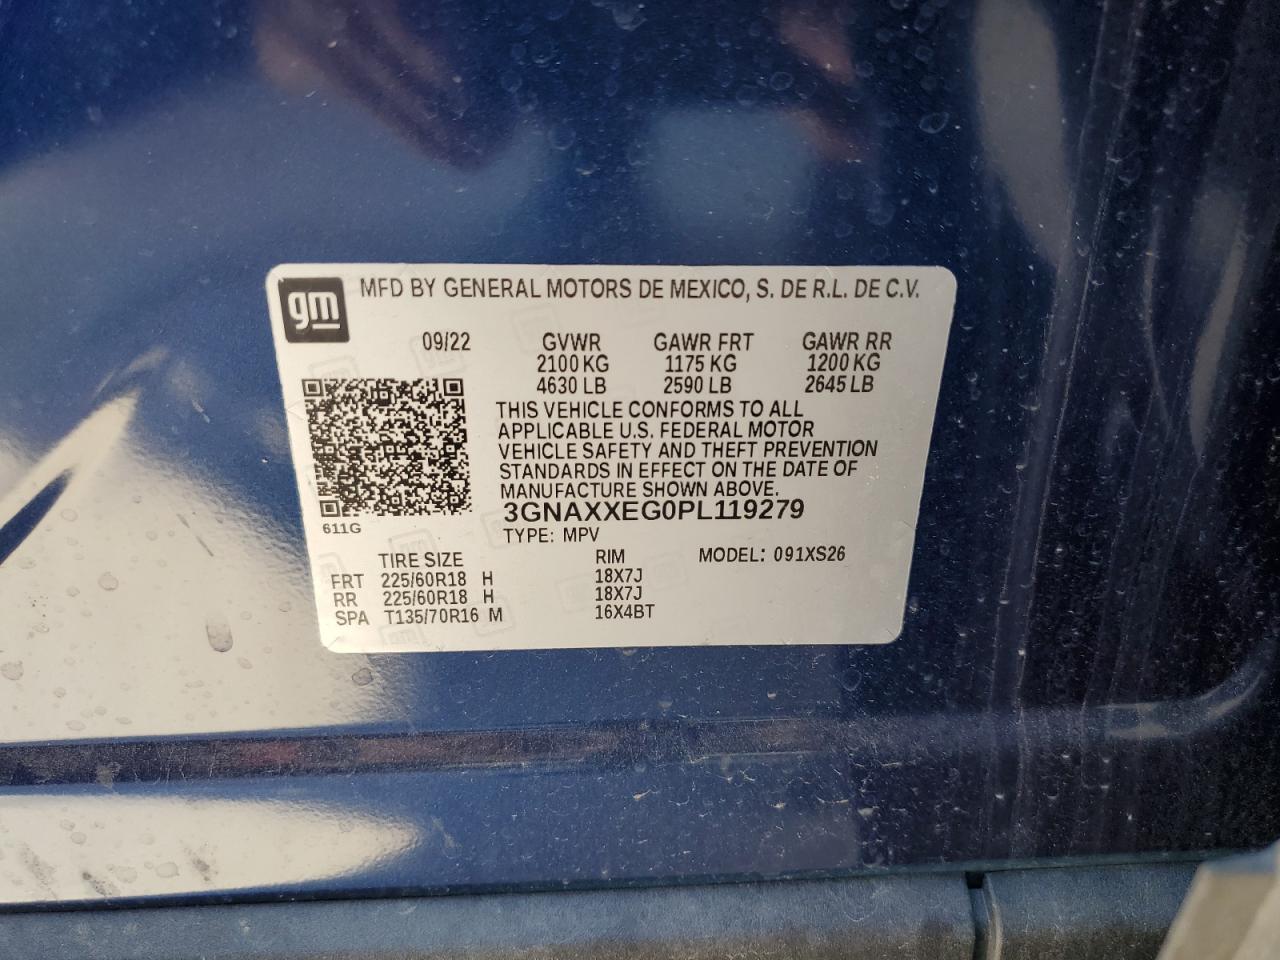 gm MFD BY GENERAL MOTORS DE MEXICO, S. DE R.L. DE C.V.
09/22 GVWR GAWR FRT GAWR RR
2100 KG 1175 KG 1200 KG
4630 LB 2590 LB 2645 LB
THIS VEHICLE CONFORMS TO ALL
APPLICABLE U.S. FEDERAL MOTOR
VEHICLE SAFETY AND THEFT PREVENTION
STANDARDS IN EFFECT ON THE DATE OF
MANUFACTURE SHOWN ABOVE.
3GNAXXEG0PL119279
611G TYPE: MPV
TIRE SIZE RIM MODEL: 091XS26
FRT 225/60R18 H 18X7J
RR 225/60R18 H 18X7J
SPA T135/70R16 M 16X4BT